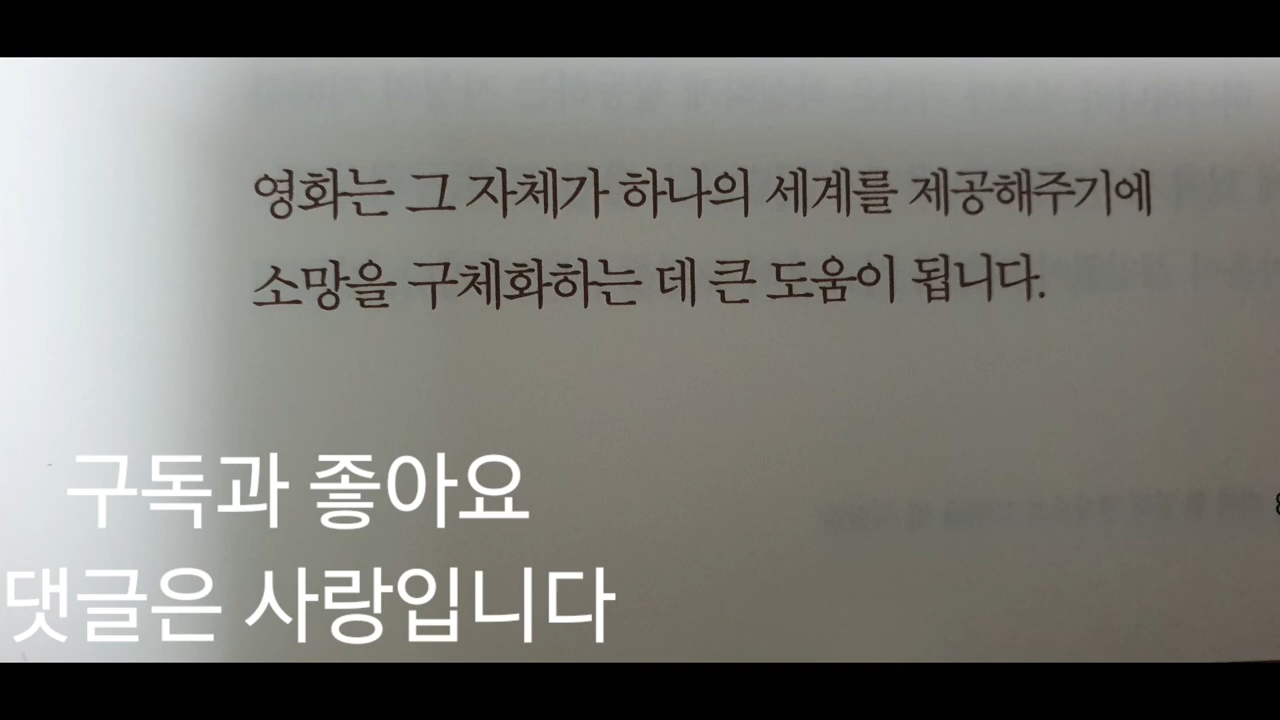 영화는 그 자체가 하나의 세계를 제공해주기에
소망을 구체화하는 데 큰 도움이 됩니다.
구독과 좋아요
댓글은 사랑입니다